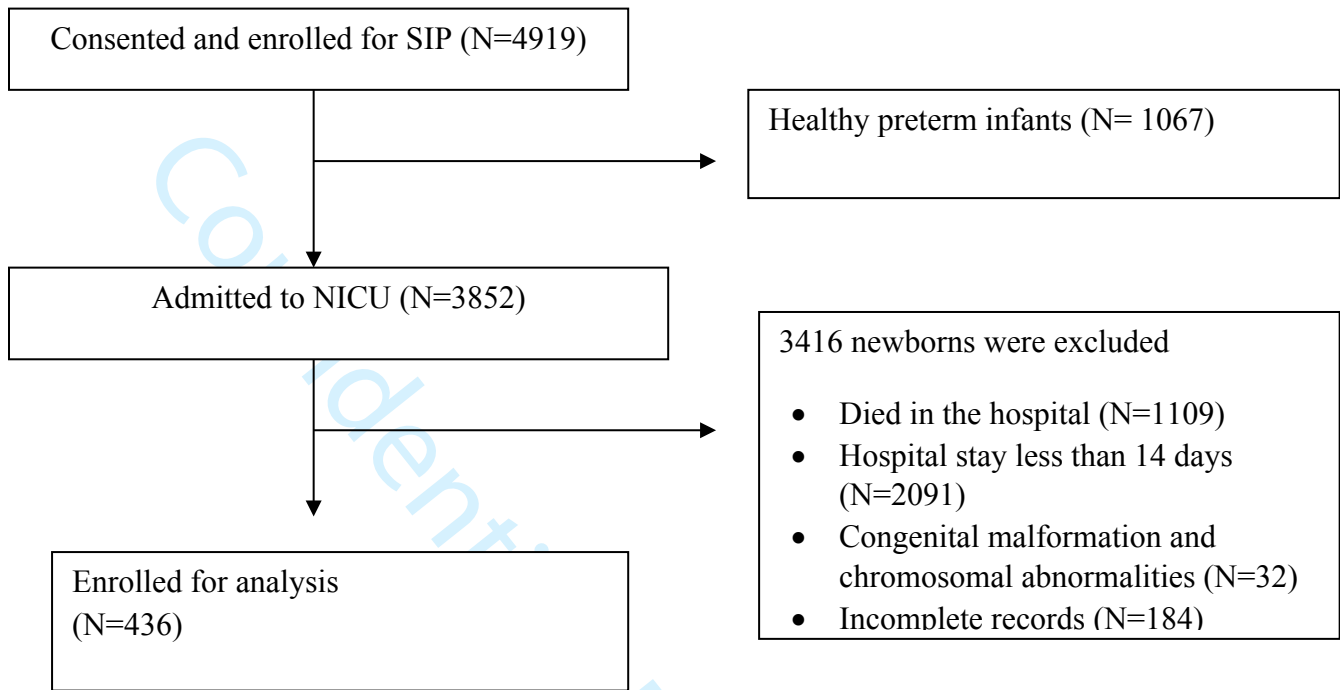 Consented and enrolled for SIP (N=4919)
Healthy preterm infants (N= 1067)
Admitted to NICU (N=3852)
3416 newborns were excluded
• Died in the hospital (N=1109)
• Hospital stay less than 14 days
(N=2091)
• Congenital malformation and
chromosomal abnormalities (N=32)
• Incomplete records (N=184)
Enrolled for analysis
(N=436)